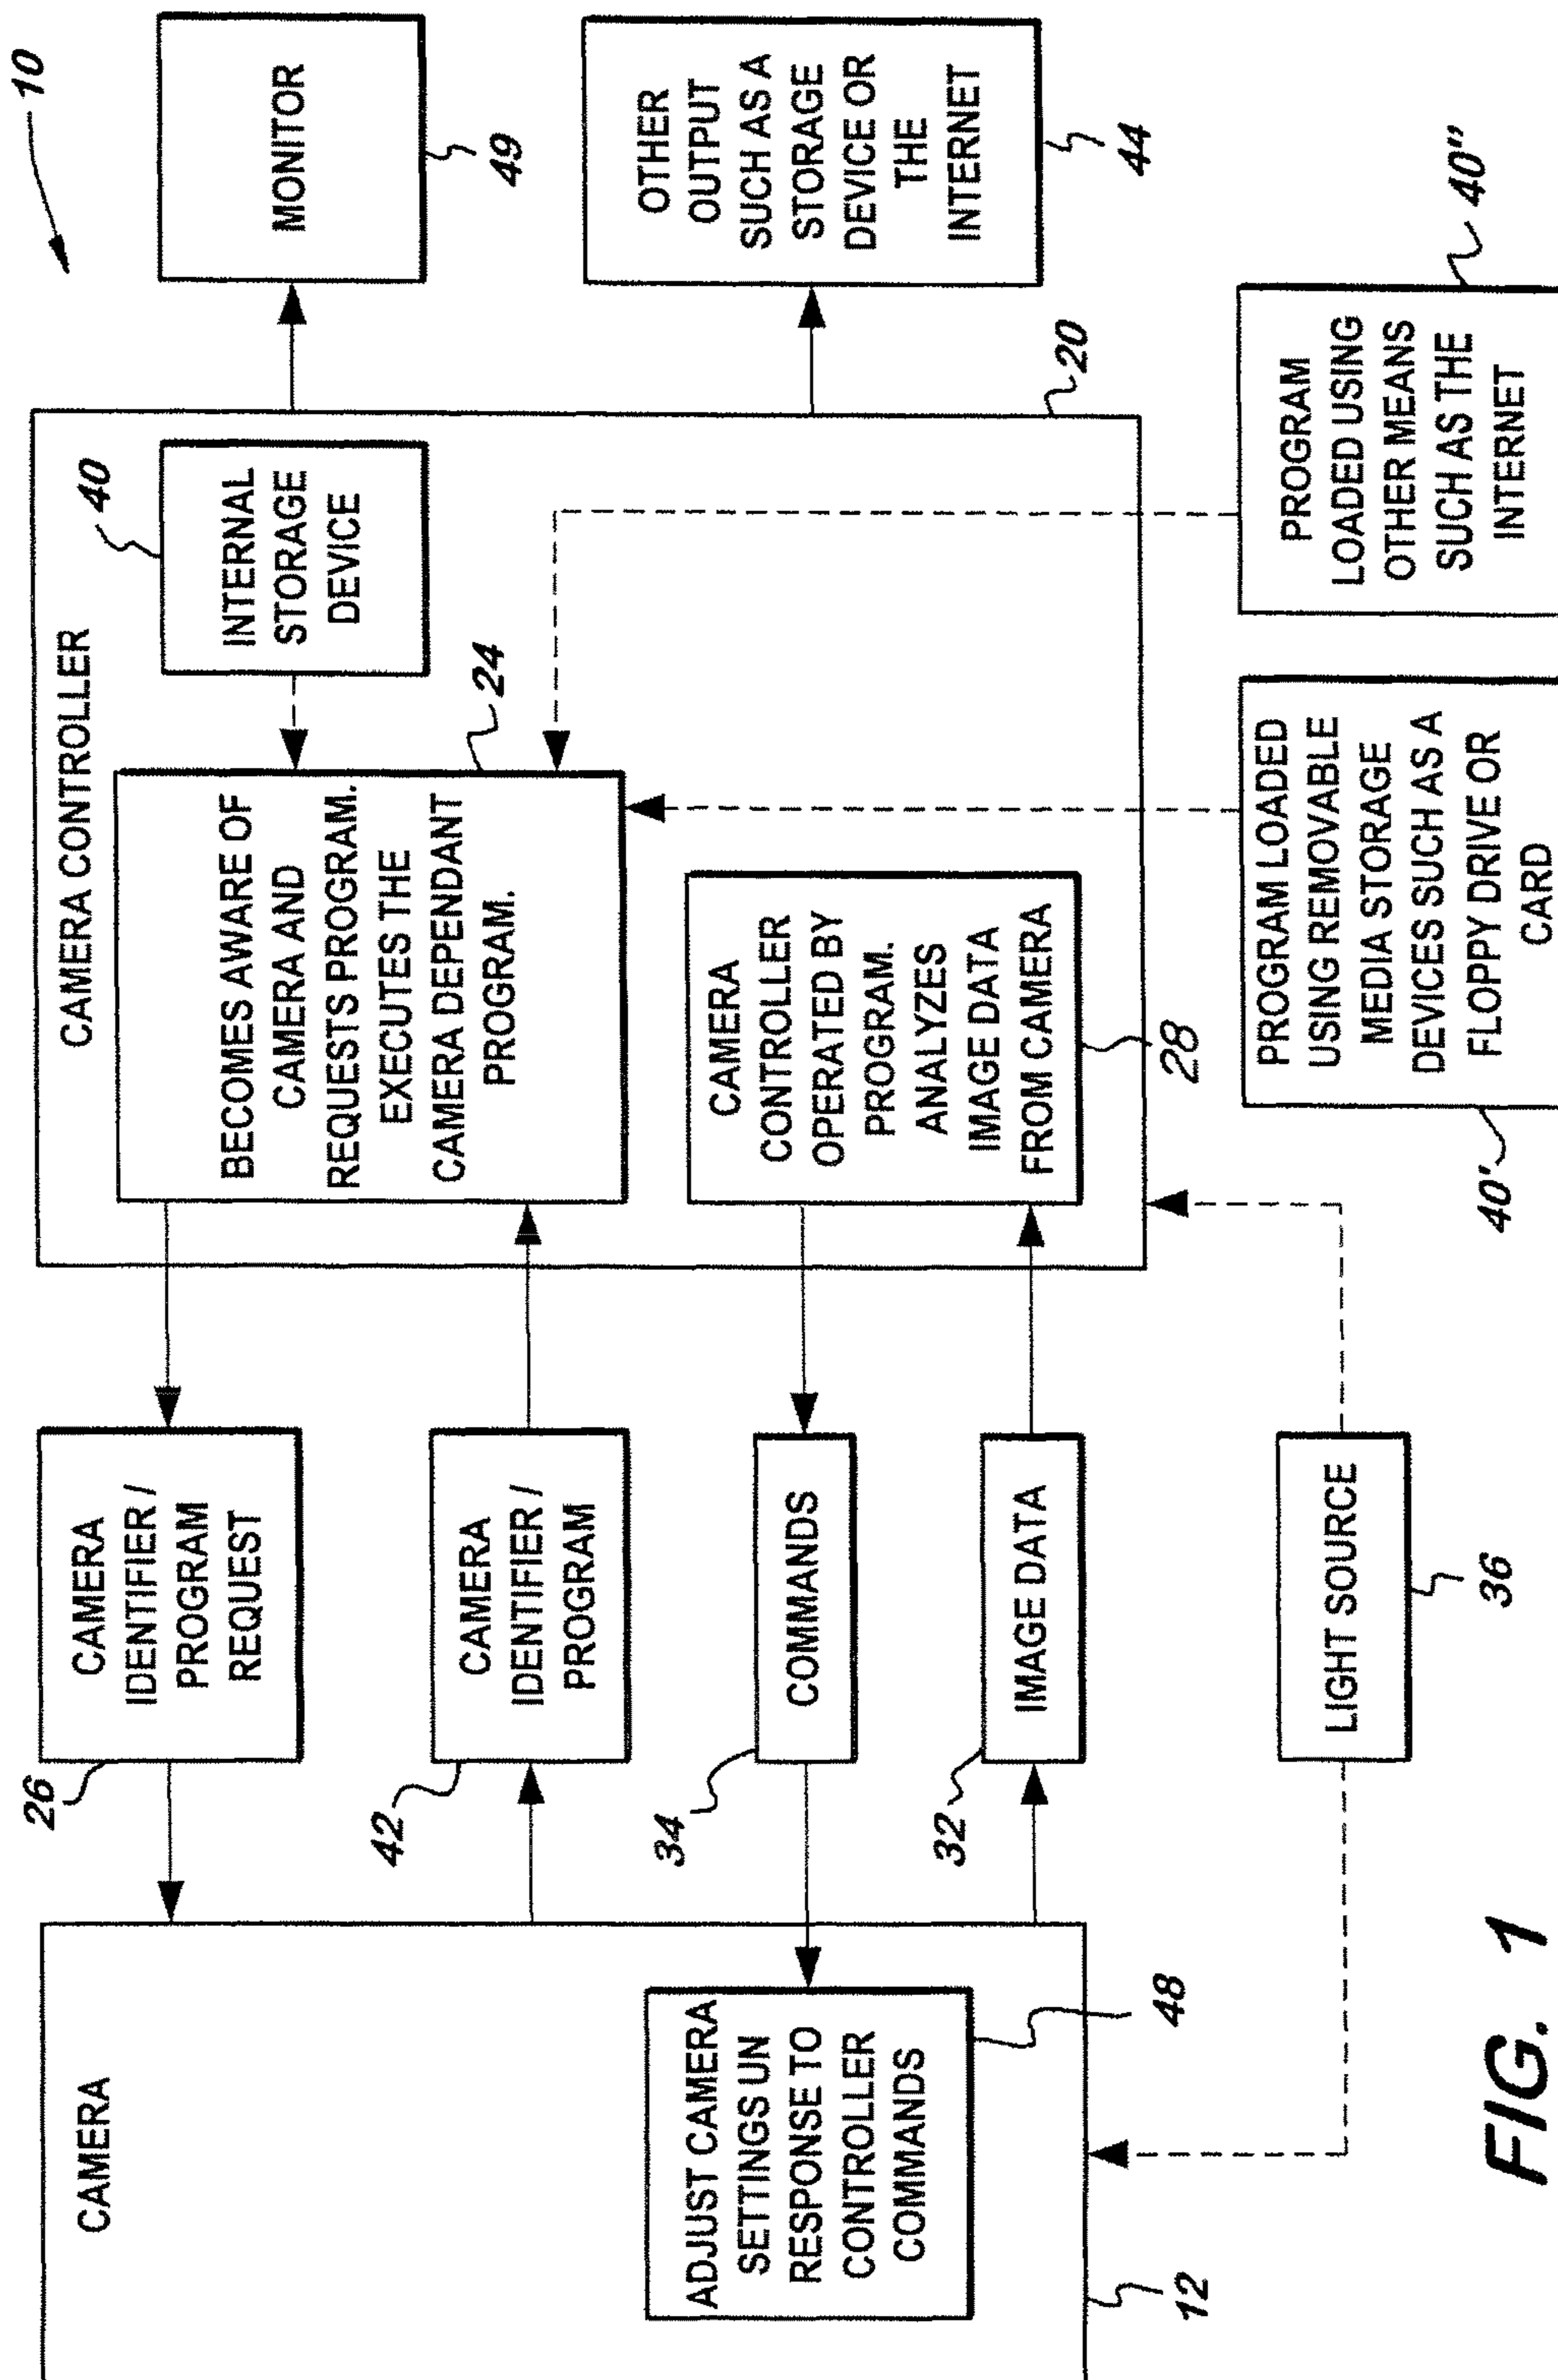 10
CAMERA
ADJUST CAMERA
SETTINGS UN
RESPONSE TO
CONTROLLER
COMMANDS
48
12
CAMERA
IDENTIFIER /
PROGRAM
REQUEST
26
CAMERA
IDENTIFIER /
PROGRAM
42
COMMANDS
34
IMAGE DATA
32
LIGHT SOURCE
36
CAMERA CONTROLLER
BECOMES AWARE OF
CAMERA AND
REQUESTS PROGRAM.
EXECUTES THE
CAMERA DEPENDANT
PROGRAM.
24
INTERNAL
STORAGE
DEVICE
40
CAMERA
CONTROLLER
OPERATED BY
PROGRAM.
ANALYZES
IMAGE DATA
FROM CAMERA
28
20
MONITOR
49
OTHER
OUTPUT
SUCH AS A
STORAGE
DEVICE OR
THE
INTERNET
44
PROGRAM LOADED
USING REMOVABLE
MEDIA STORAGE
DEVICES SUCH AS A
FLOPPY DRIVE OR
CARD
40'
PROGRAM
LOADED USING
OTHER MEANS
SUCH AS THE
INTERNET
40"
FIG. 1